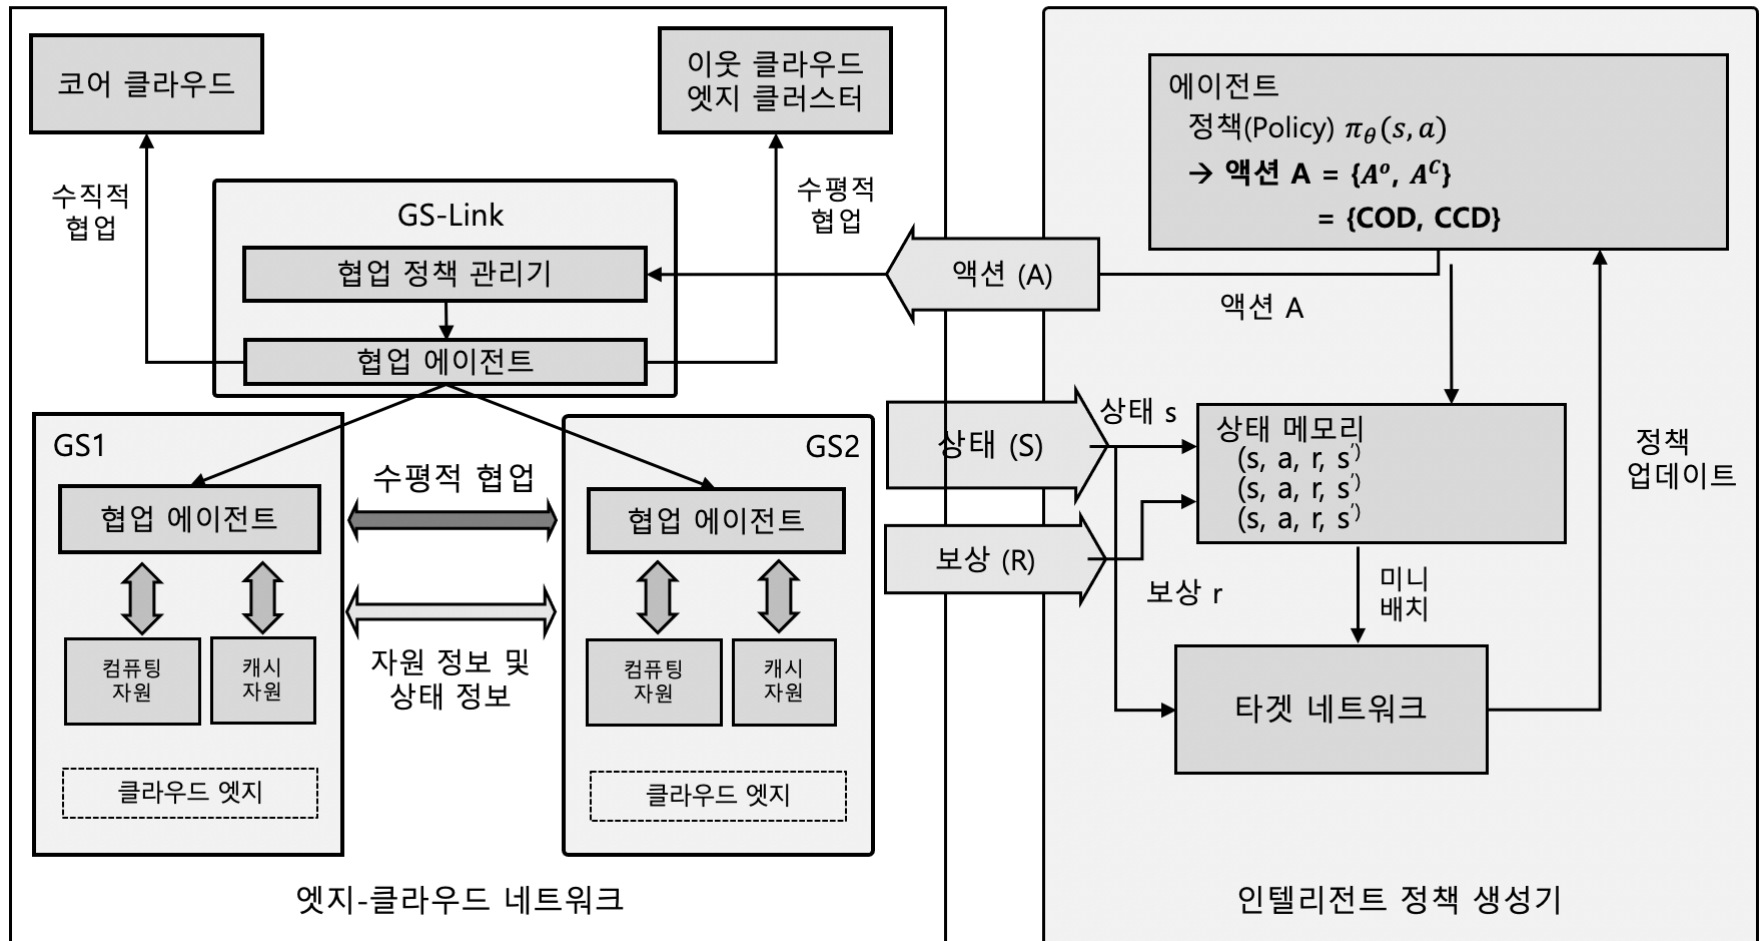 코어 클라우드
이웃 클라우드
엣지 클러스터
수직적
협업
수평적
협업
GS-Link
협업 정책 관리기
협업 에이전트
GS1
협업 에이전트
컴퓨팅
자원
캐시
자원
클라우드 엣지
수평적 협업
자원 정보 및
상태 정보
GS2
협업 에이전트
컴퓨팅
자원
캐시
자원
클라우드 엣지
엣지-클라우드 네트워크
액션 (A)
상태 (S)
보상 (R)
에이전트
정책(Policy) π_θ(s, a)
→ 액션 A = {A^o, A^C}
= {COD, CCD}
액션 A
상태 s
상태 메모리
(s, a, r, s')
(s, a, r, s')
(s, a, r, s')
보상 r
미니
배치
정책
업데이트
타겟 네트워크
인텔리전트 정책 생성기